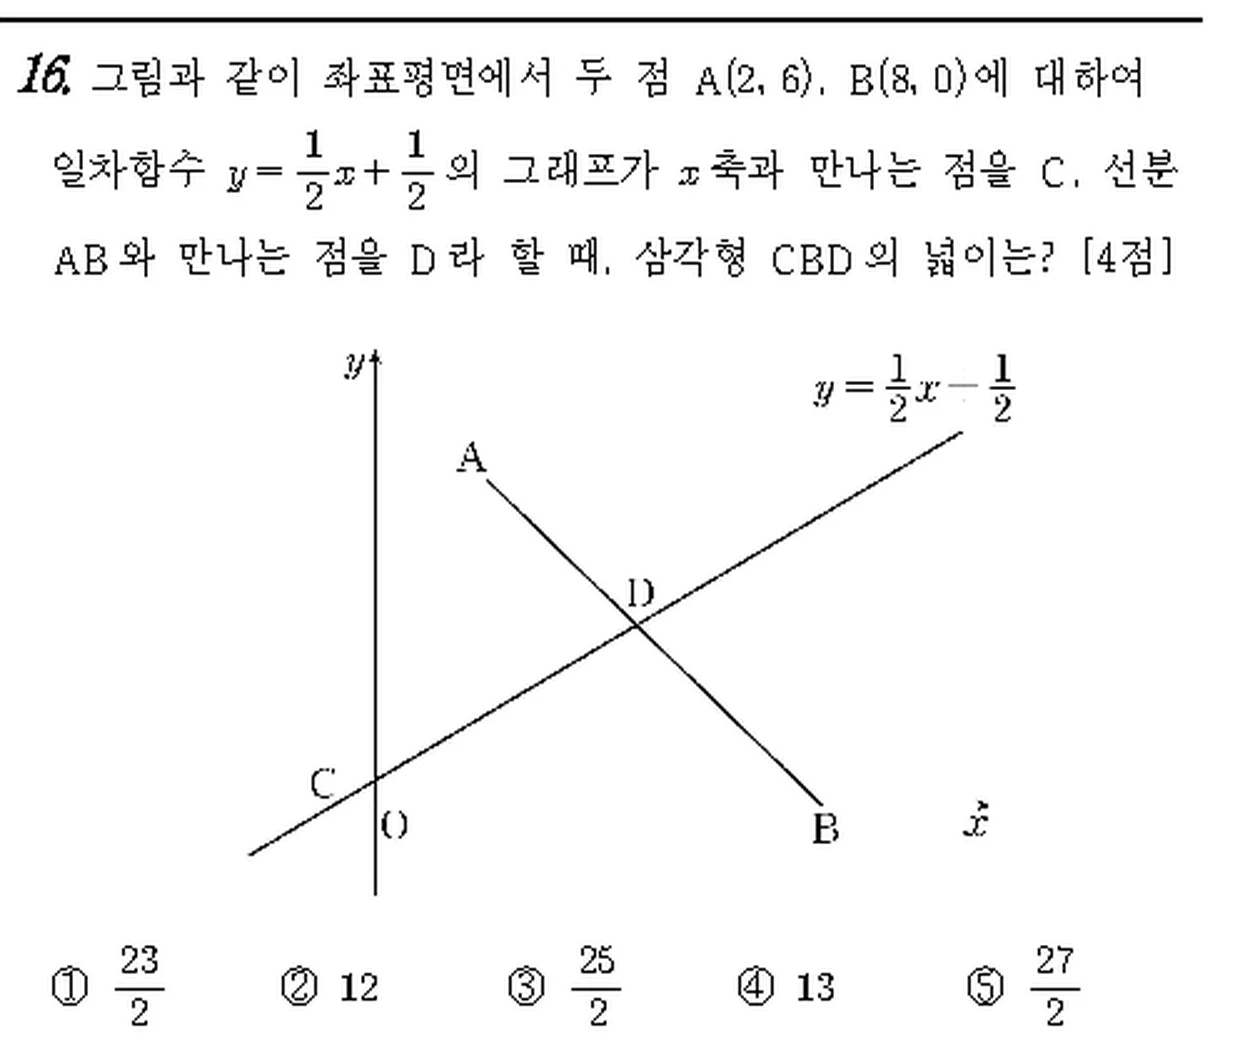 16. 그림과 같이 좌표평면에서 두 점 A(2, 6), B(8, 0)에 대하여
일차함수 y = 1/2 x + 1/2 의 그래프가 x축과 만나는 점을 C, 선분
AB와 만나는 점을 D라 할 때, 삼각형 CBD의 넓이는? [4점]
y
y = 1/2 x − 1/2
A
D
C
O
B
x
① 23/2 ② 12 ③ 25/2 ④ 13 ⑤ 27/2